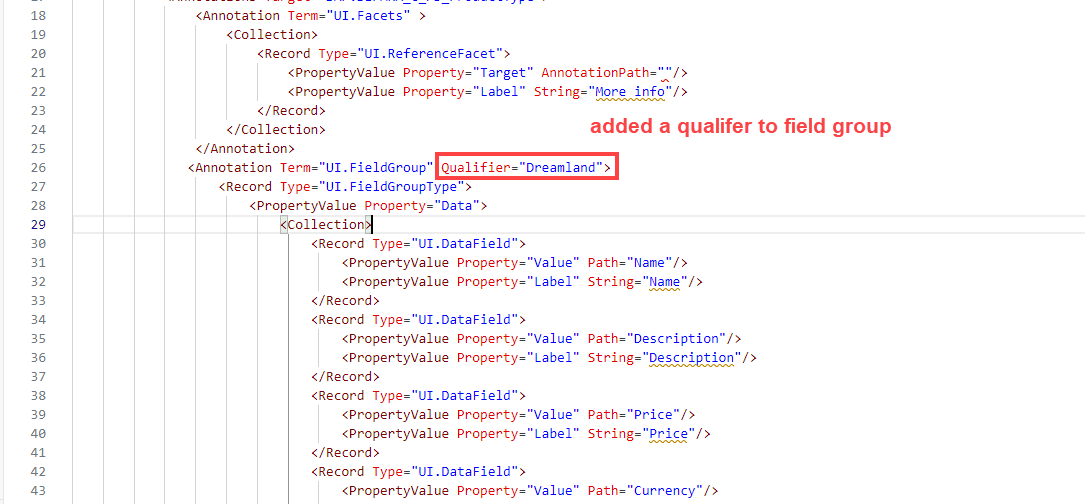 18 <Annotation Term="UI.Facets" >
19 <Collection>
20 <Record Type="UI.ReferenceFacet">
21 <PropertyValue Property="Target" AnnotationPath=""/>
22 <PropertyValue Property="Label" String="More info"/>
23 </Record>
24 </Collection>
added a qualifer to field group
25 </Annotation>
26 <Annotation Term="UI.FieldGroup" Qualifier="Dreamland">
27 <Record Type="UI.FieldGroupType">
28 <PropertyValue Property="Data">
29 <Collection>
30 <Record Type="UI.DataField">
31 <PropertyValue Property="Value" Path="Name"/>
32 <PropertyValue Property="Label" String="Name"/>
33 </Record>
34 <Record Type="UI.DataField">
35 <PropertyValue Property="Value" Path="Description"/>
36 <PropertyValue Property="Label" String="Description"/>
37 </Record>
38 <Record Type="UI.DataField">
39 <PropertyValue Property="Value" Path="Price"/>
40 <PropertyValue Property="Label" String="Price"/>
41 </Record>
42 <Record Type="UI.DataField">
43 <PropertyValue Property="Value" Path="Currency"/>